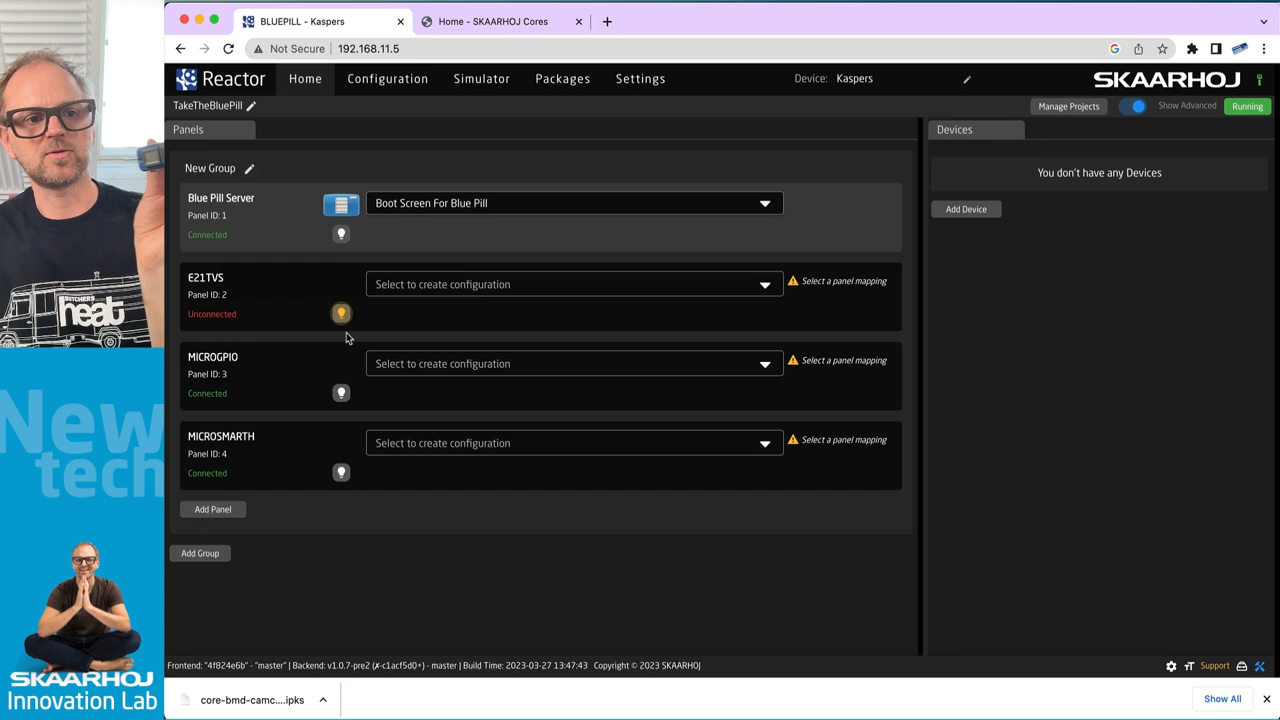 BLUEPILL - Kaspers
Home - SKAARHOJ Cores
Not Secure
192.168.11.5
Reactor
Home
Configuration
Simulator
Packages
Settings
Device:
Kaspers
SKAARHOJ
TakeTheBluePill
Manage Projects
Show Advanced
Running
Panels
Devices
New Group
You don't have any Devices
Add Device
Blue Pill Server
Panel ID: 1
Connected
Boot Screen For Blue Pill
E21TVS
Panel ID: 2
Unconnected
Select to create configuration
Select a panel mapping
MICROGPIO
Panel ID: 3
Connected
Select to create configuration
Select a panel mapping
MICROSMARTH
Panel ID: 4
Connected
Select to create configuration
Select a panel mapping
Add Panel
Add Group
Frontend: "4f824e6b" - "master" | Backend: v1.0.7-pre2 (✗-c1acf5d0+) - master | Build Time: 2023-03-27 13:47:43 Copyright © 2023 SKAARHOJ
Support
core-bmd-camc....ipks
Show All
BUTCHERS
heat
New
tech
SKAARHOJ
Innovation Lab